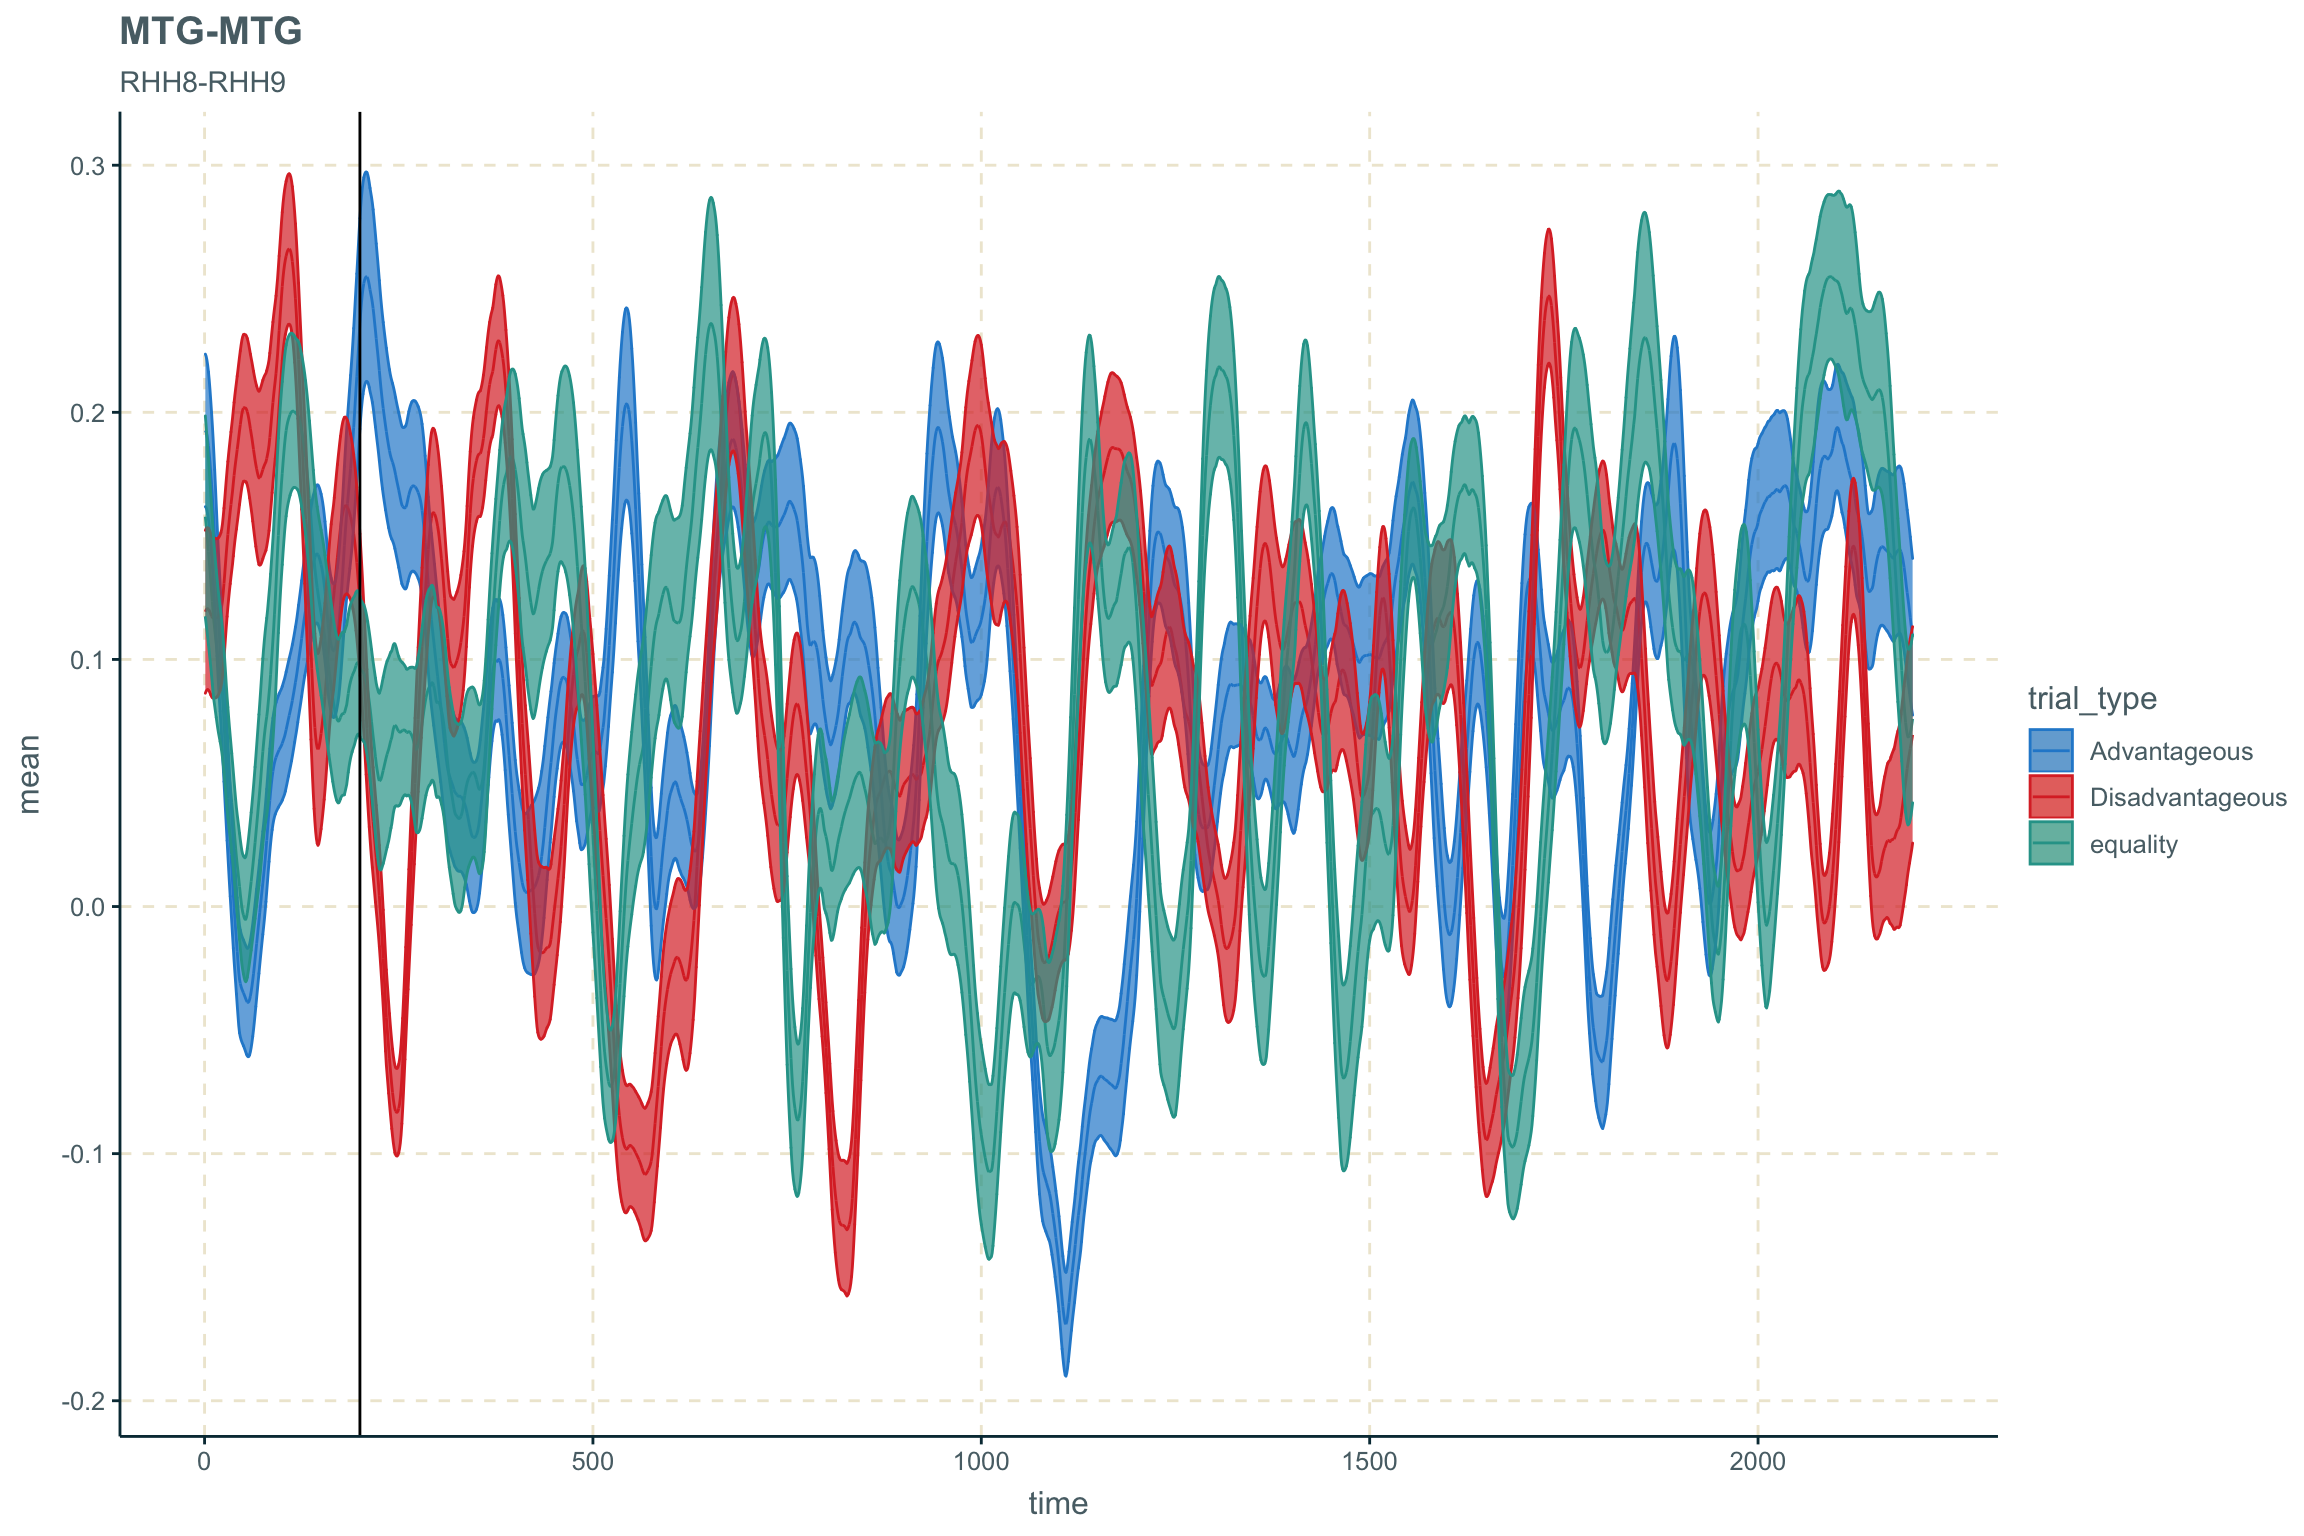 MTG-MTG
RHH8-RHH9
0.3
0.2
0.1
0.0
-0.1
-0.2
mean
0
500
1000
1500
2000
time
trial_type
Advantageous
Disadvantageous
equality